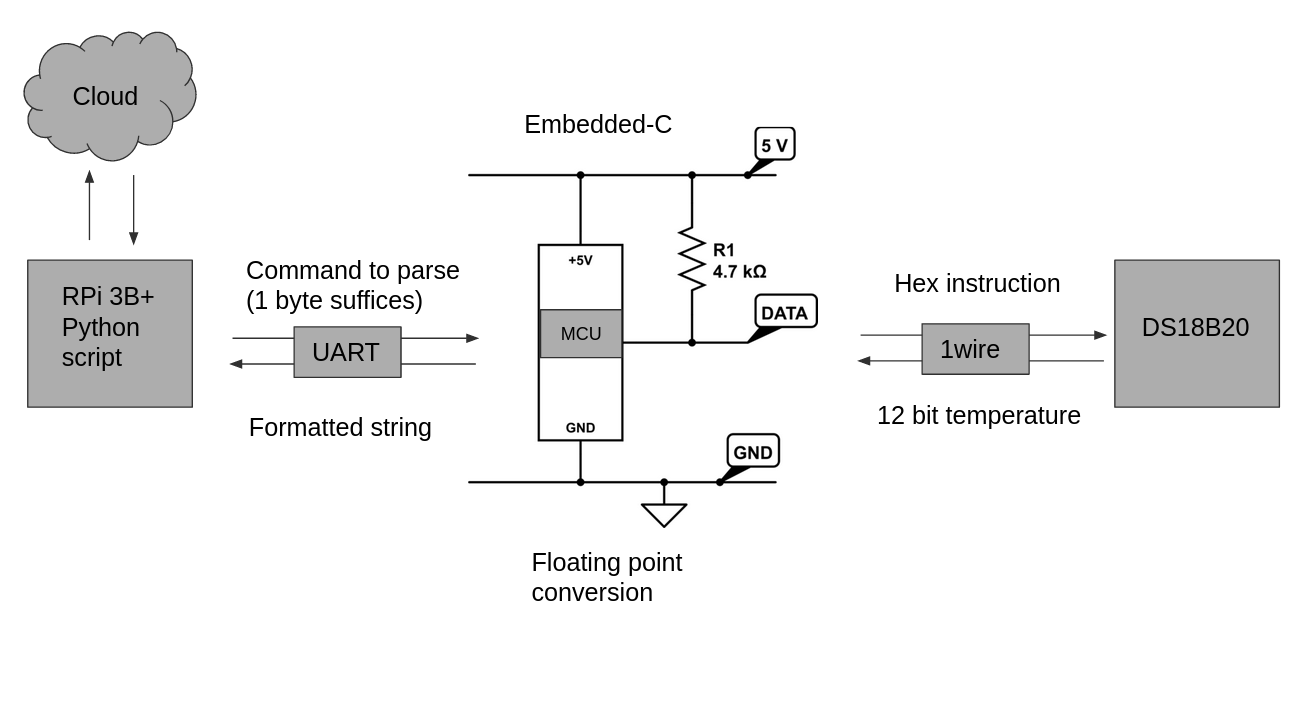 Cloud
RPi 3B+
Python
script
Command to parse
(1 byte suffices)
UART
Formatted string
Embedded-C
5 V
+5V
R1
4.7 kΩ
MCU
DATA
GND
GND
Floating point
conversion
Hex instruction
1wire
12 bit temperature
DS18B20